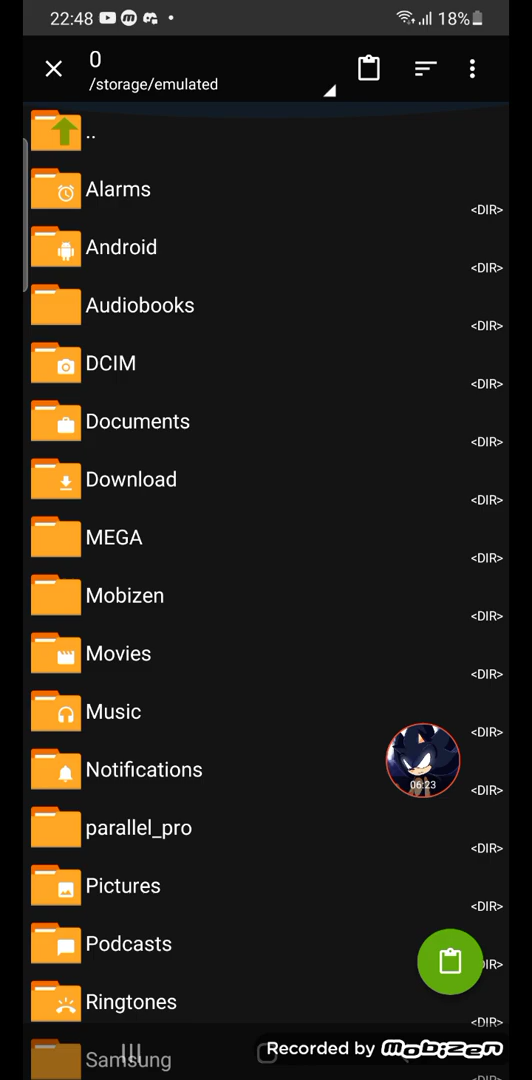 22:48
18%
0
/storage/emulated
..
Alarms
<DIR>
Android
<DIR>
Audiobooks
<DIR>
DCIM
<DIR>
Documents
<DIR>
Download
<DIR>
MEGA
<DIR>
Mobizen
<DIR>
Movies
<DIR>
Music
<DIR>
Notifications
06:23
<DIR>
parallel_pro
<DIR>
Pictures
<DIR>
Podcasts
DIR>
Ringtones
<DIR>
Recorded by mobizen
Samsung